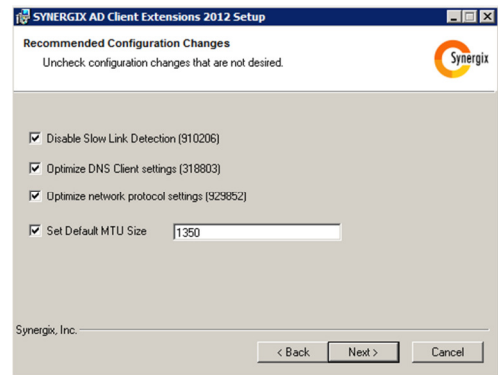 SYNERGIX AD Client Extensions 2012 Setup
Recommended Configuration Changes
Uncheck configuration changes that are not desired.
Synergix
Disable Slow Link Detection (910206)
Optimize DNS Client settings (318803)
Optimize network protocol settings (929852)
Set Default MTU Size 1350
Synergix, Inc.
< Back Next > Cancel